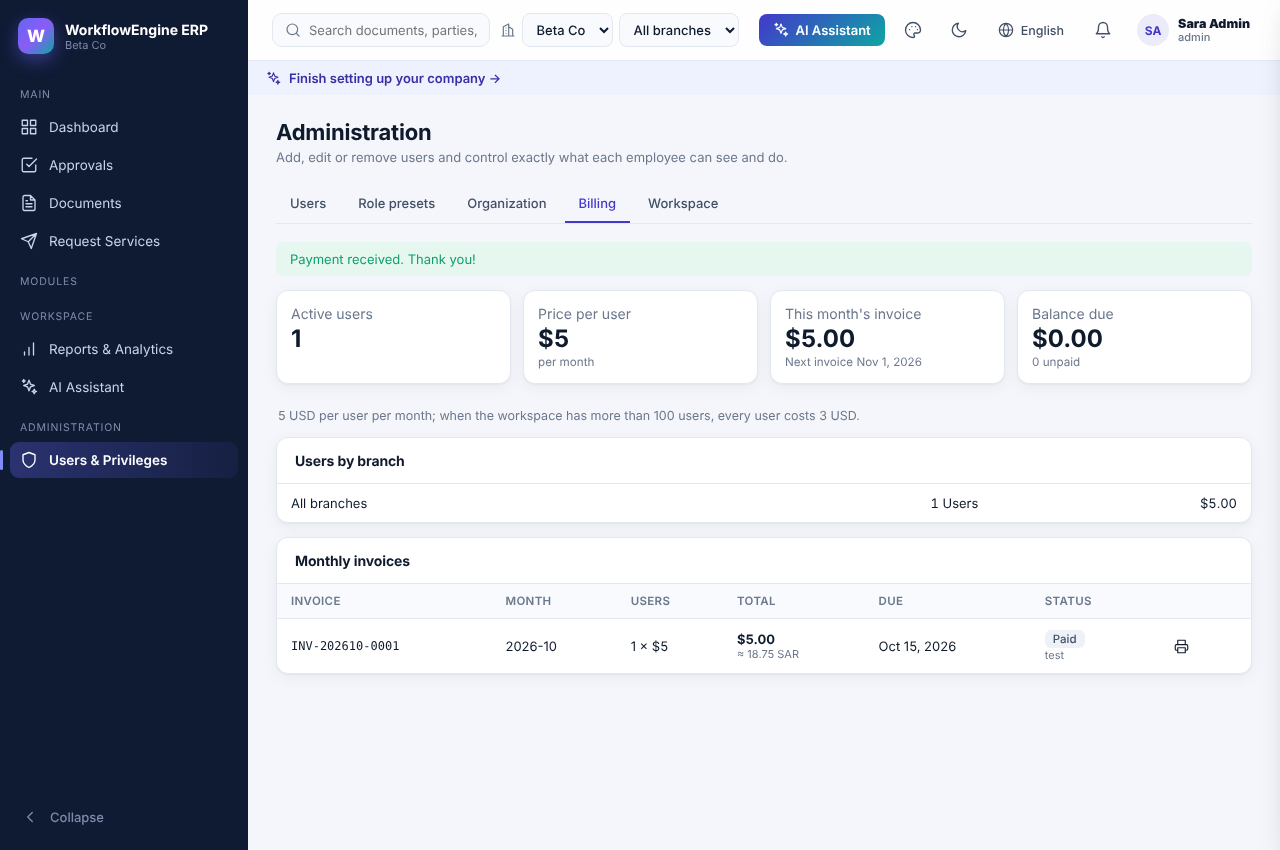 W
WorkflowEngine ERP
Beta Co
MAIN
Dashboard
Approvals
Documents
Request Services
MODULES
WORKSPACE
Reports & Analytics
AI Assistant
ADMINISTRATION
Users & Privileges
Collapse
Search documents, parties,
Beta Co
All branches
AI Assistant
English
SA
Sara Admin
admin
Finish setting up your company →
Administration
Add, edit or remove users and control exactly what each employee can see and do.
Users Role presets Organization Billing Workspace
Payment received. Thank you!
Active users
1
Price per user
$5
per month
This month's invoice
$5.00
Next invoice Nov 1, 2026
Balance due
$0.00
0 unpaid
5 USD per user per month; when the workspace has more than 100 users, every user costs 3 USD.
Users by branch
All branches 1 Users $5.00
Monthly invoices
INVOICE MONTH USERS TOTAL DUE STATUS
INV-202610-0001 2026-10 1 × $5 $5.00 Oct 15, 2026 Paid
≈ 18.75 SAR test